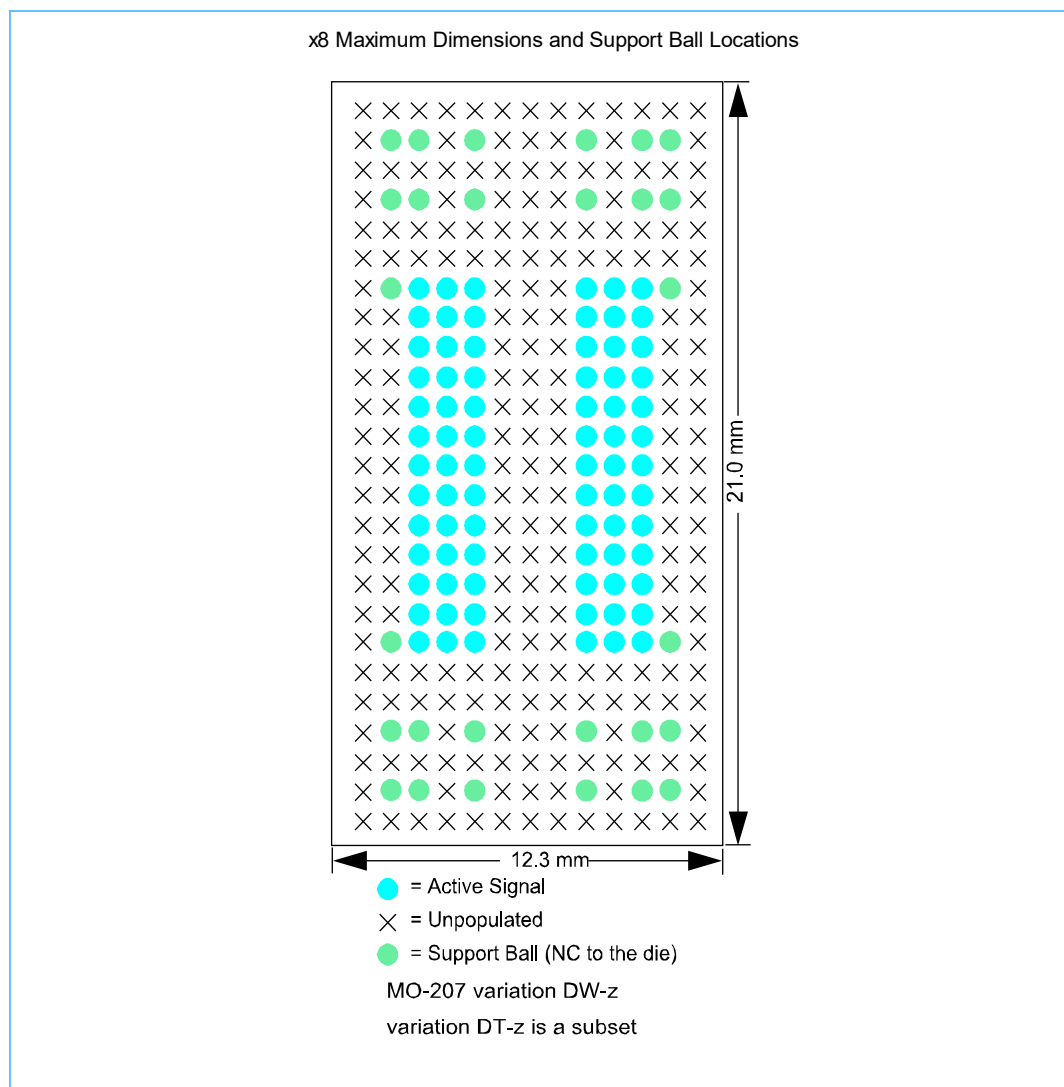 x8 Maximum Dimensions and Support Ball Locations
21.0 mm
12.3 mm
= Active Signal
= Unpopulated
= Support Ball (NC to the die)
MO-207 variation DW-z
variation DT-z is a subset